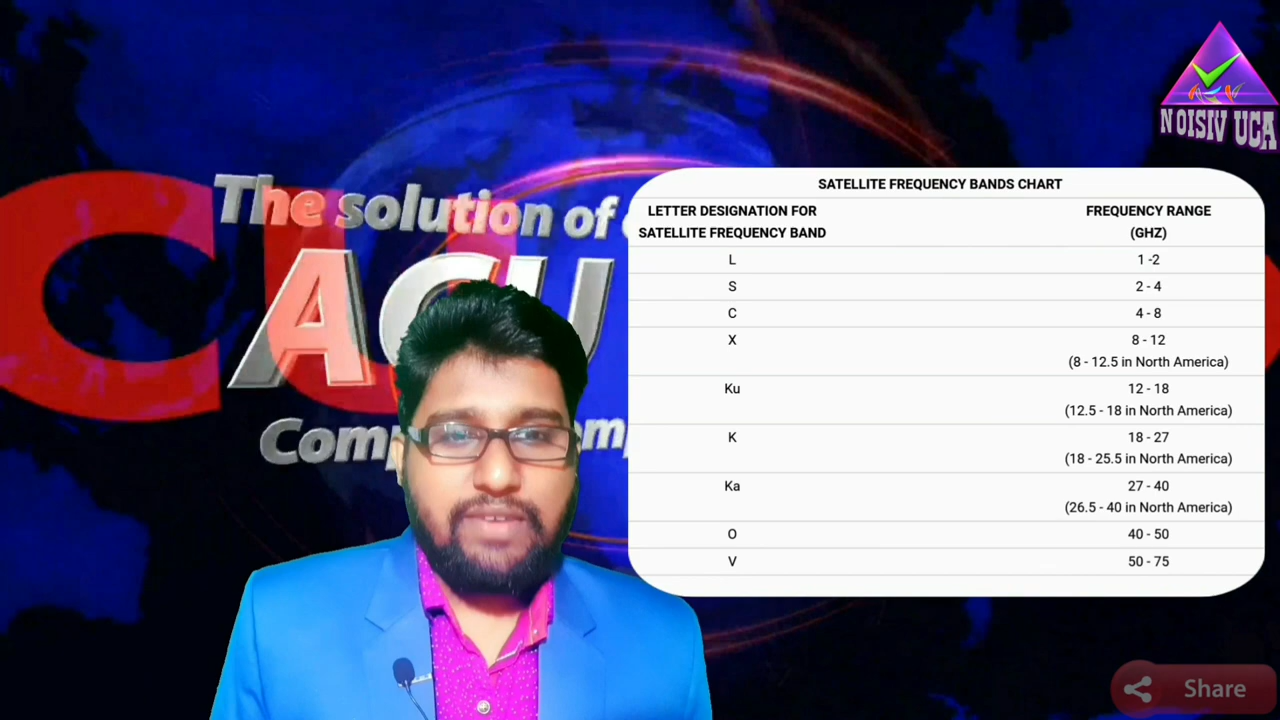 NOISIV UCA
The solution of
CU
ACU
Comp
SATELLITE FREQUENCY BANDS CHART
LETTER DESIGNATION FOR SATELLITE FREQUENCY BAND
FREQUENCY RANGE (GHZ)
L 1 -2
S 2 - 4
C 4 - 8
X 8 - 12
(8 - 12.5 in North America)
Ku 12 - 18
(12.5 - 18 in North America)
K 18 - 27
(18 - 25.5 in North America)
Ka 27 - 40
(26.5 - 40 in North America)
O 40 - 50
V 50 - 75
Share